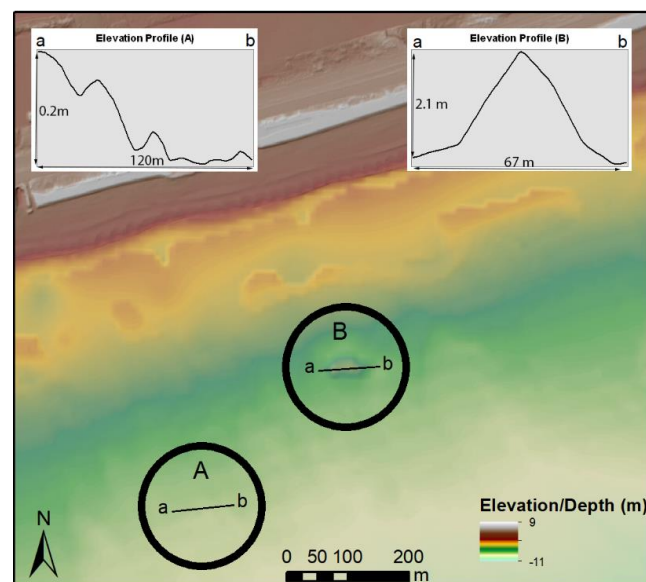 Elevation Profile (A)
a b
0.2m
120m
Elevation Profile (B)
a b
2.1 m
67 m
B
a b
A
a b
N
0 50 100 200
m
Elevation/Depth (m)
9
-11